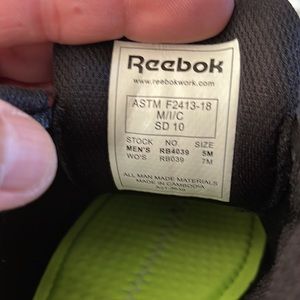 Reebok
www.reebokwork.com
ASTM F2413-18
M/I/C
SD 10
STOCK NO. SIZE
MEN'S RB4039 5M
WO'S RB039 7M
ALL MAN MADE MATERIALS
MADE IN CAMBODIA